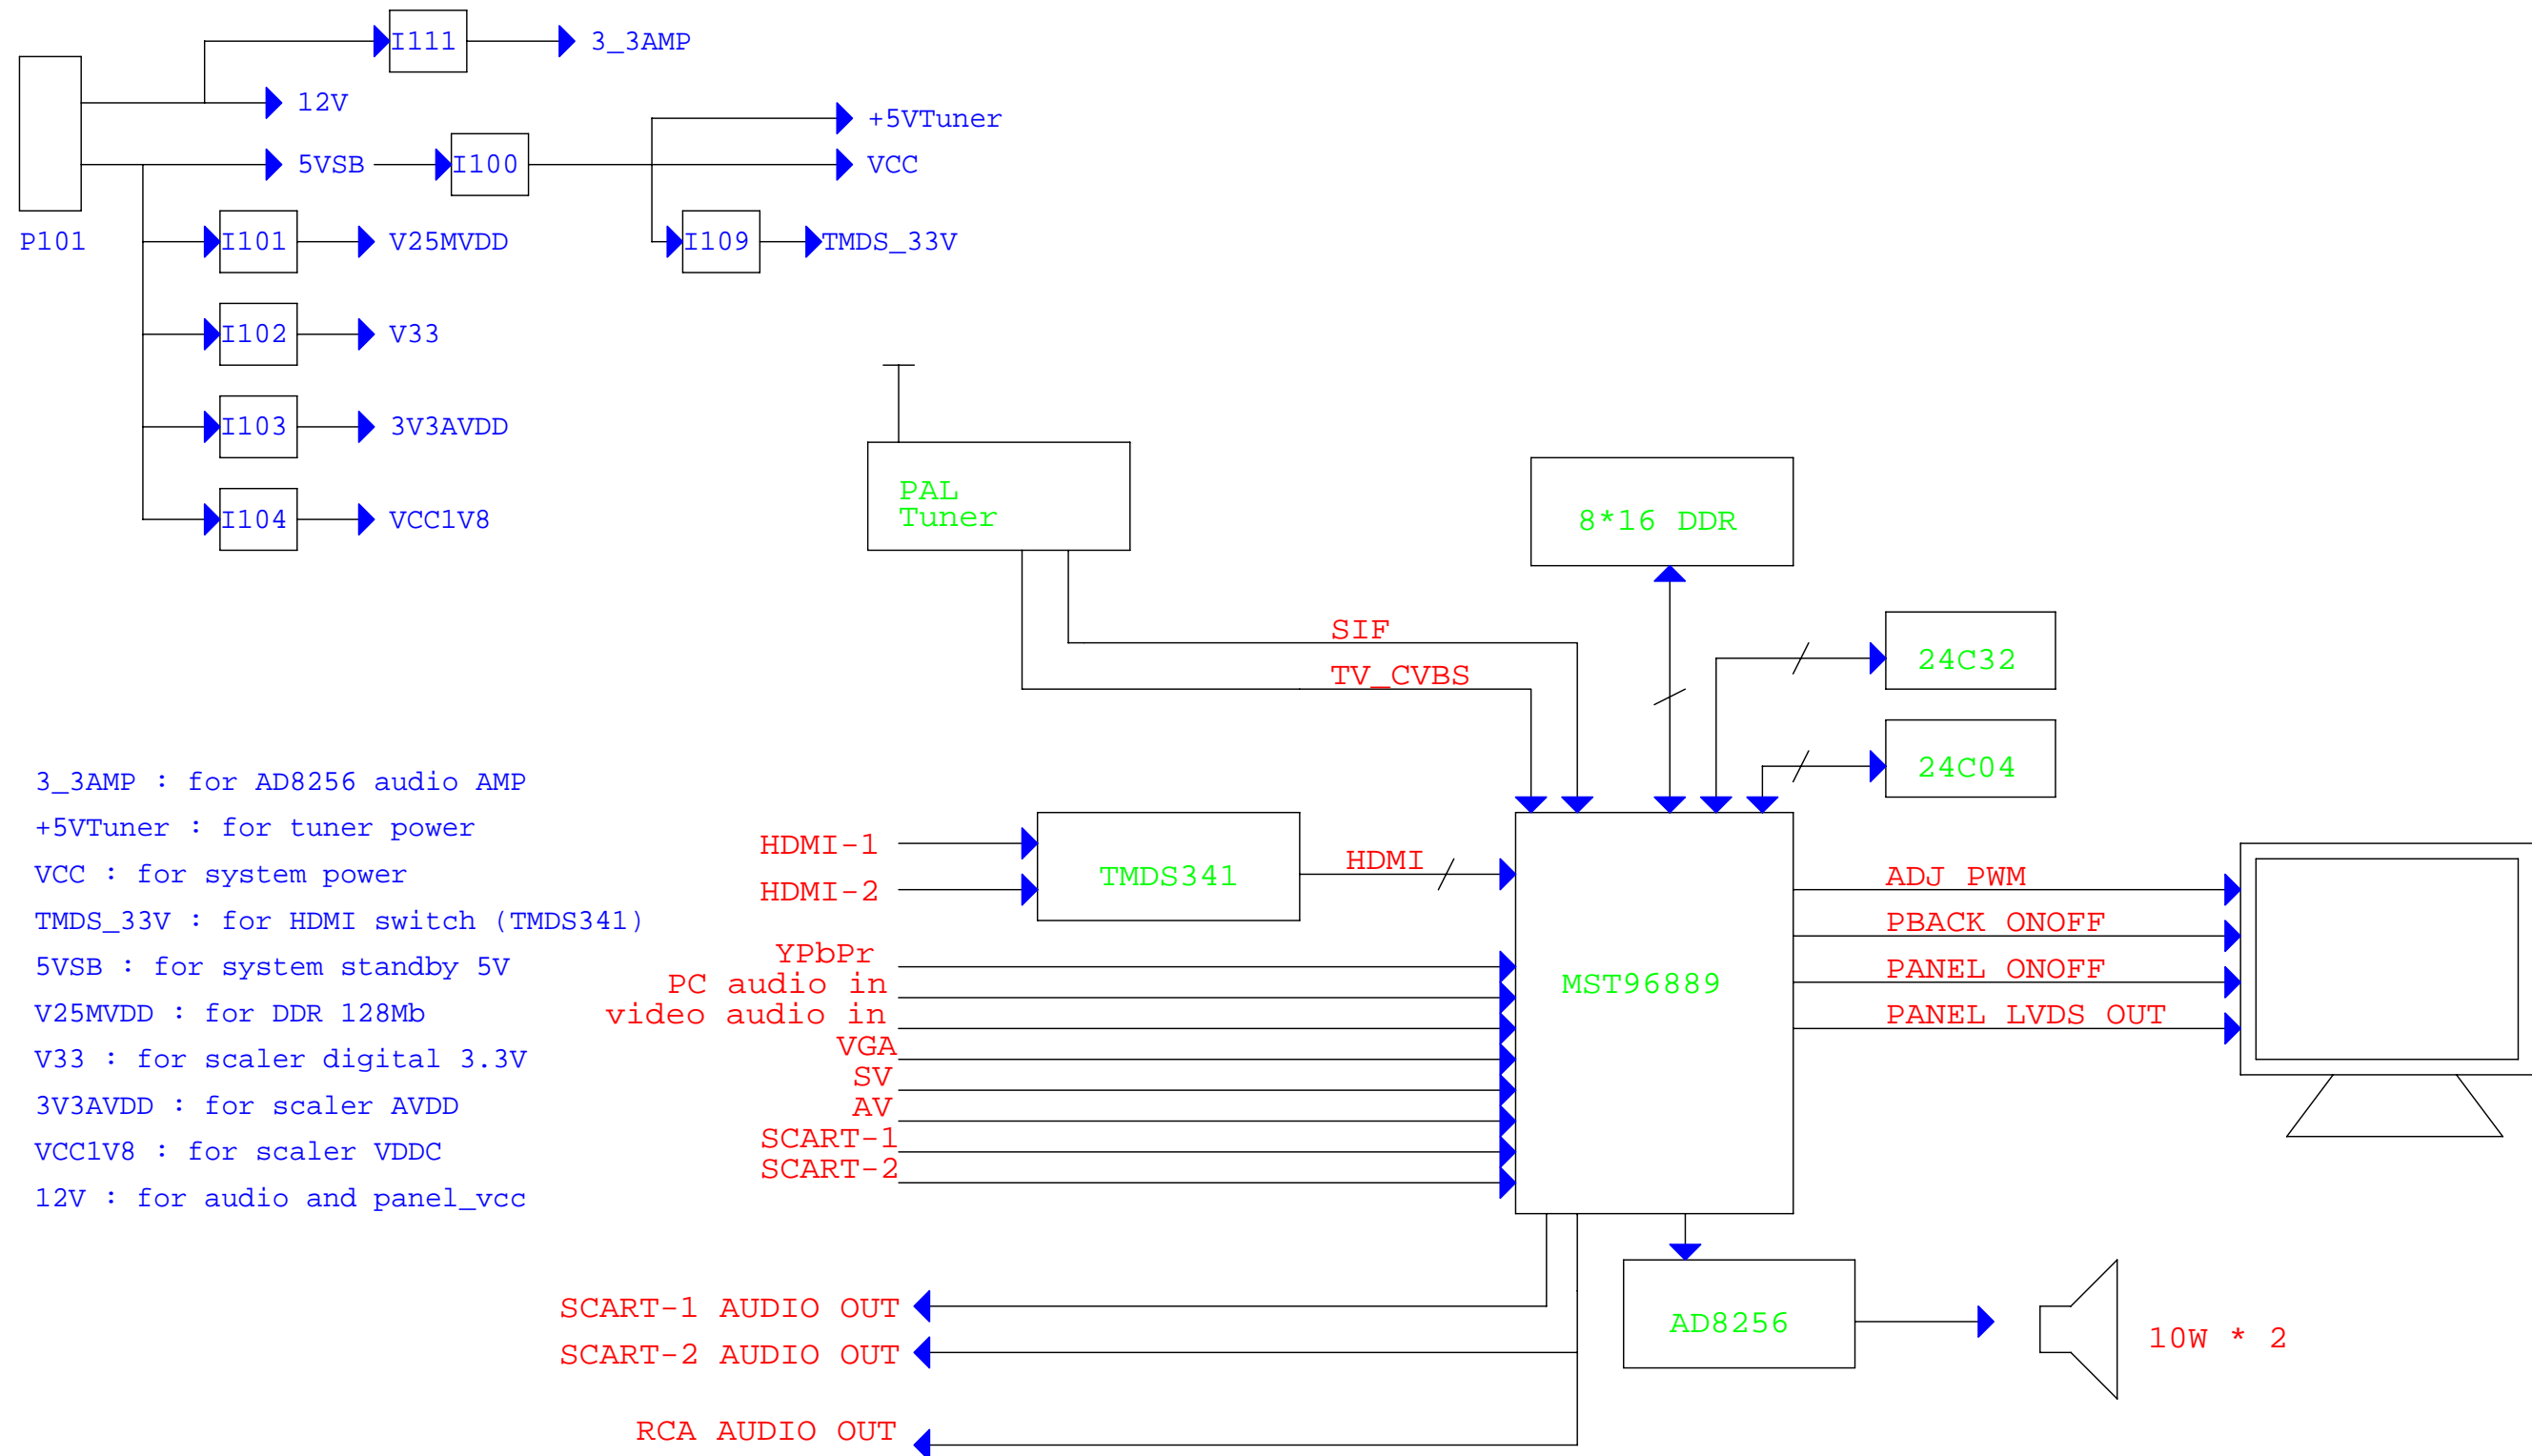 I111
3_3AMP
12V
+5VTuner
5VSB
I100
VCC
P101
I101
V25MVDD
I109
TMDS_33V
I102
V33
I103
3V3AVDD
I104
VCC1V8
PAL
Tuner
8*16 DDR
SIF
TV_CVBS
24C32
24C04
3_3AMP : for AD8256 audio AMP
+5VTuner : for tuner power
VCC : for system power
TMDS_33V : for HDMI switch (TMDS341)
5VSB : for system standby 5V
V25MVDD : for DDR 128Mb
V33 : for scaler digital 3.3V
3V3AVDD : for scaler AVDD
VCC1V8 : for scaler VDDC
12V : for audio and panel_vcc
HDMI-1
HDMI-2
TMDS341
HDMI
YPbPr
PC audio in
video audio in
VGA
SV
AV
SCART-1
SCART-2
MST96889
ADJ PWM
PBACK ONOFF
PANEL ONOFF
PANEL LVDS OUT
SCART-1 AUDIO OUT
SCART-2 AUDIO OUT
RCA AUDIO OUT
AD8256
10W * 2